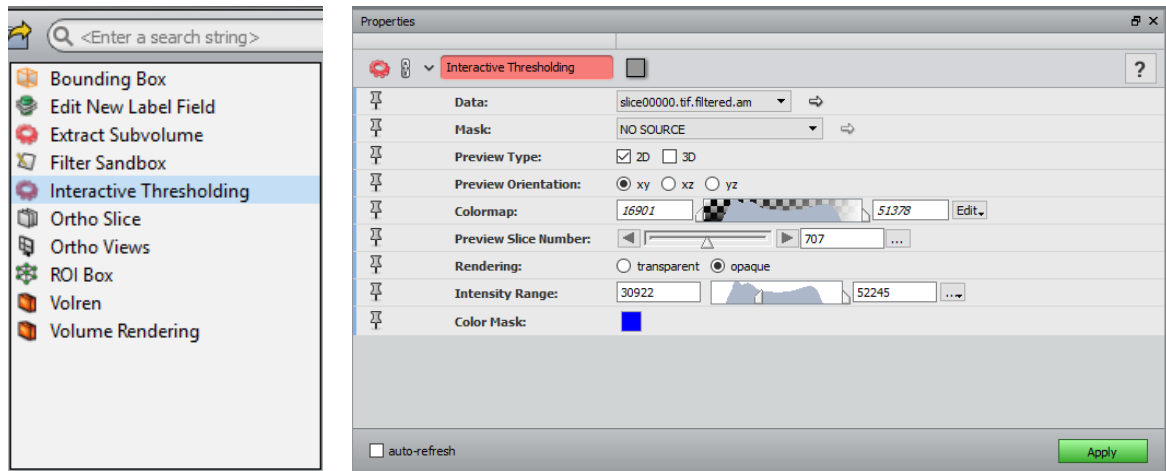 <Enter a search string>
Bounding Box
Edit New Label Field
Extract Subvolume
Filter Sandbox
Interactive Thresholding
Ortho Slice
Ortho Views
ROI Box
Volren
Volume Rendering
Properties
Interactive Thresholding ?
Data: slice00000.tif.filtered.am
Mask: NO SOURCE
Preview Type: 2D 3D
Preview Orientation: xy xz yz
Colormap: 16901 51378 Edit
Preview Slice Number: 707 ...
Rendering: transparent opaque
Intensity Range: 30922 52245 ...
Color Mask:
auto-refresh Apply